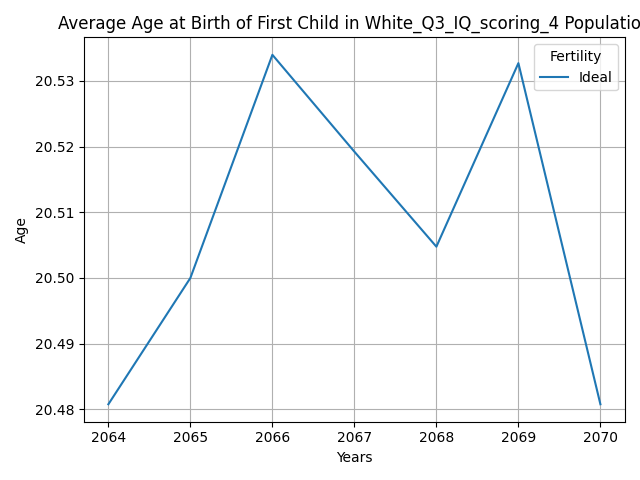 Average Age at Birth of First Child in White_Q3_IQ_scoring_4 Populatio
Fertility
Ideal
20.53
20.52
20.51
20.50
20.49
20.48
Age
2064 2065 2066 2067 2068 2069 2070
Years